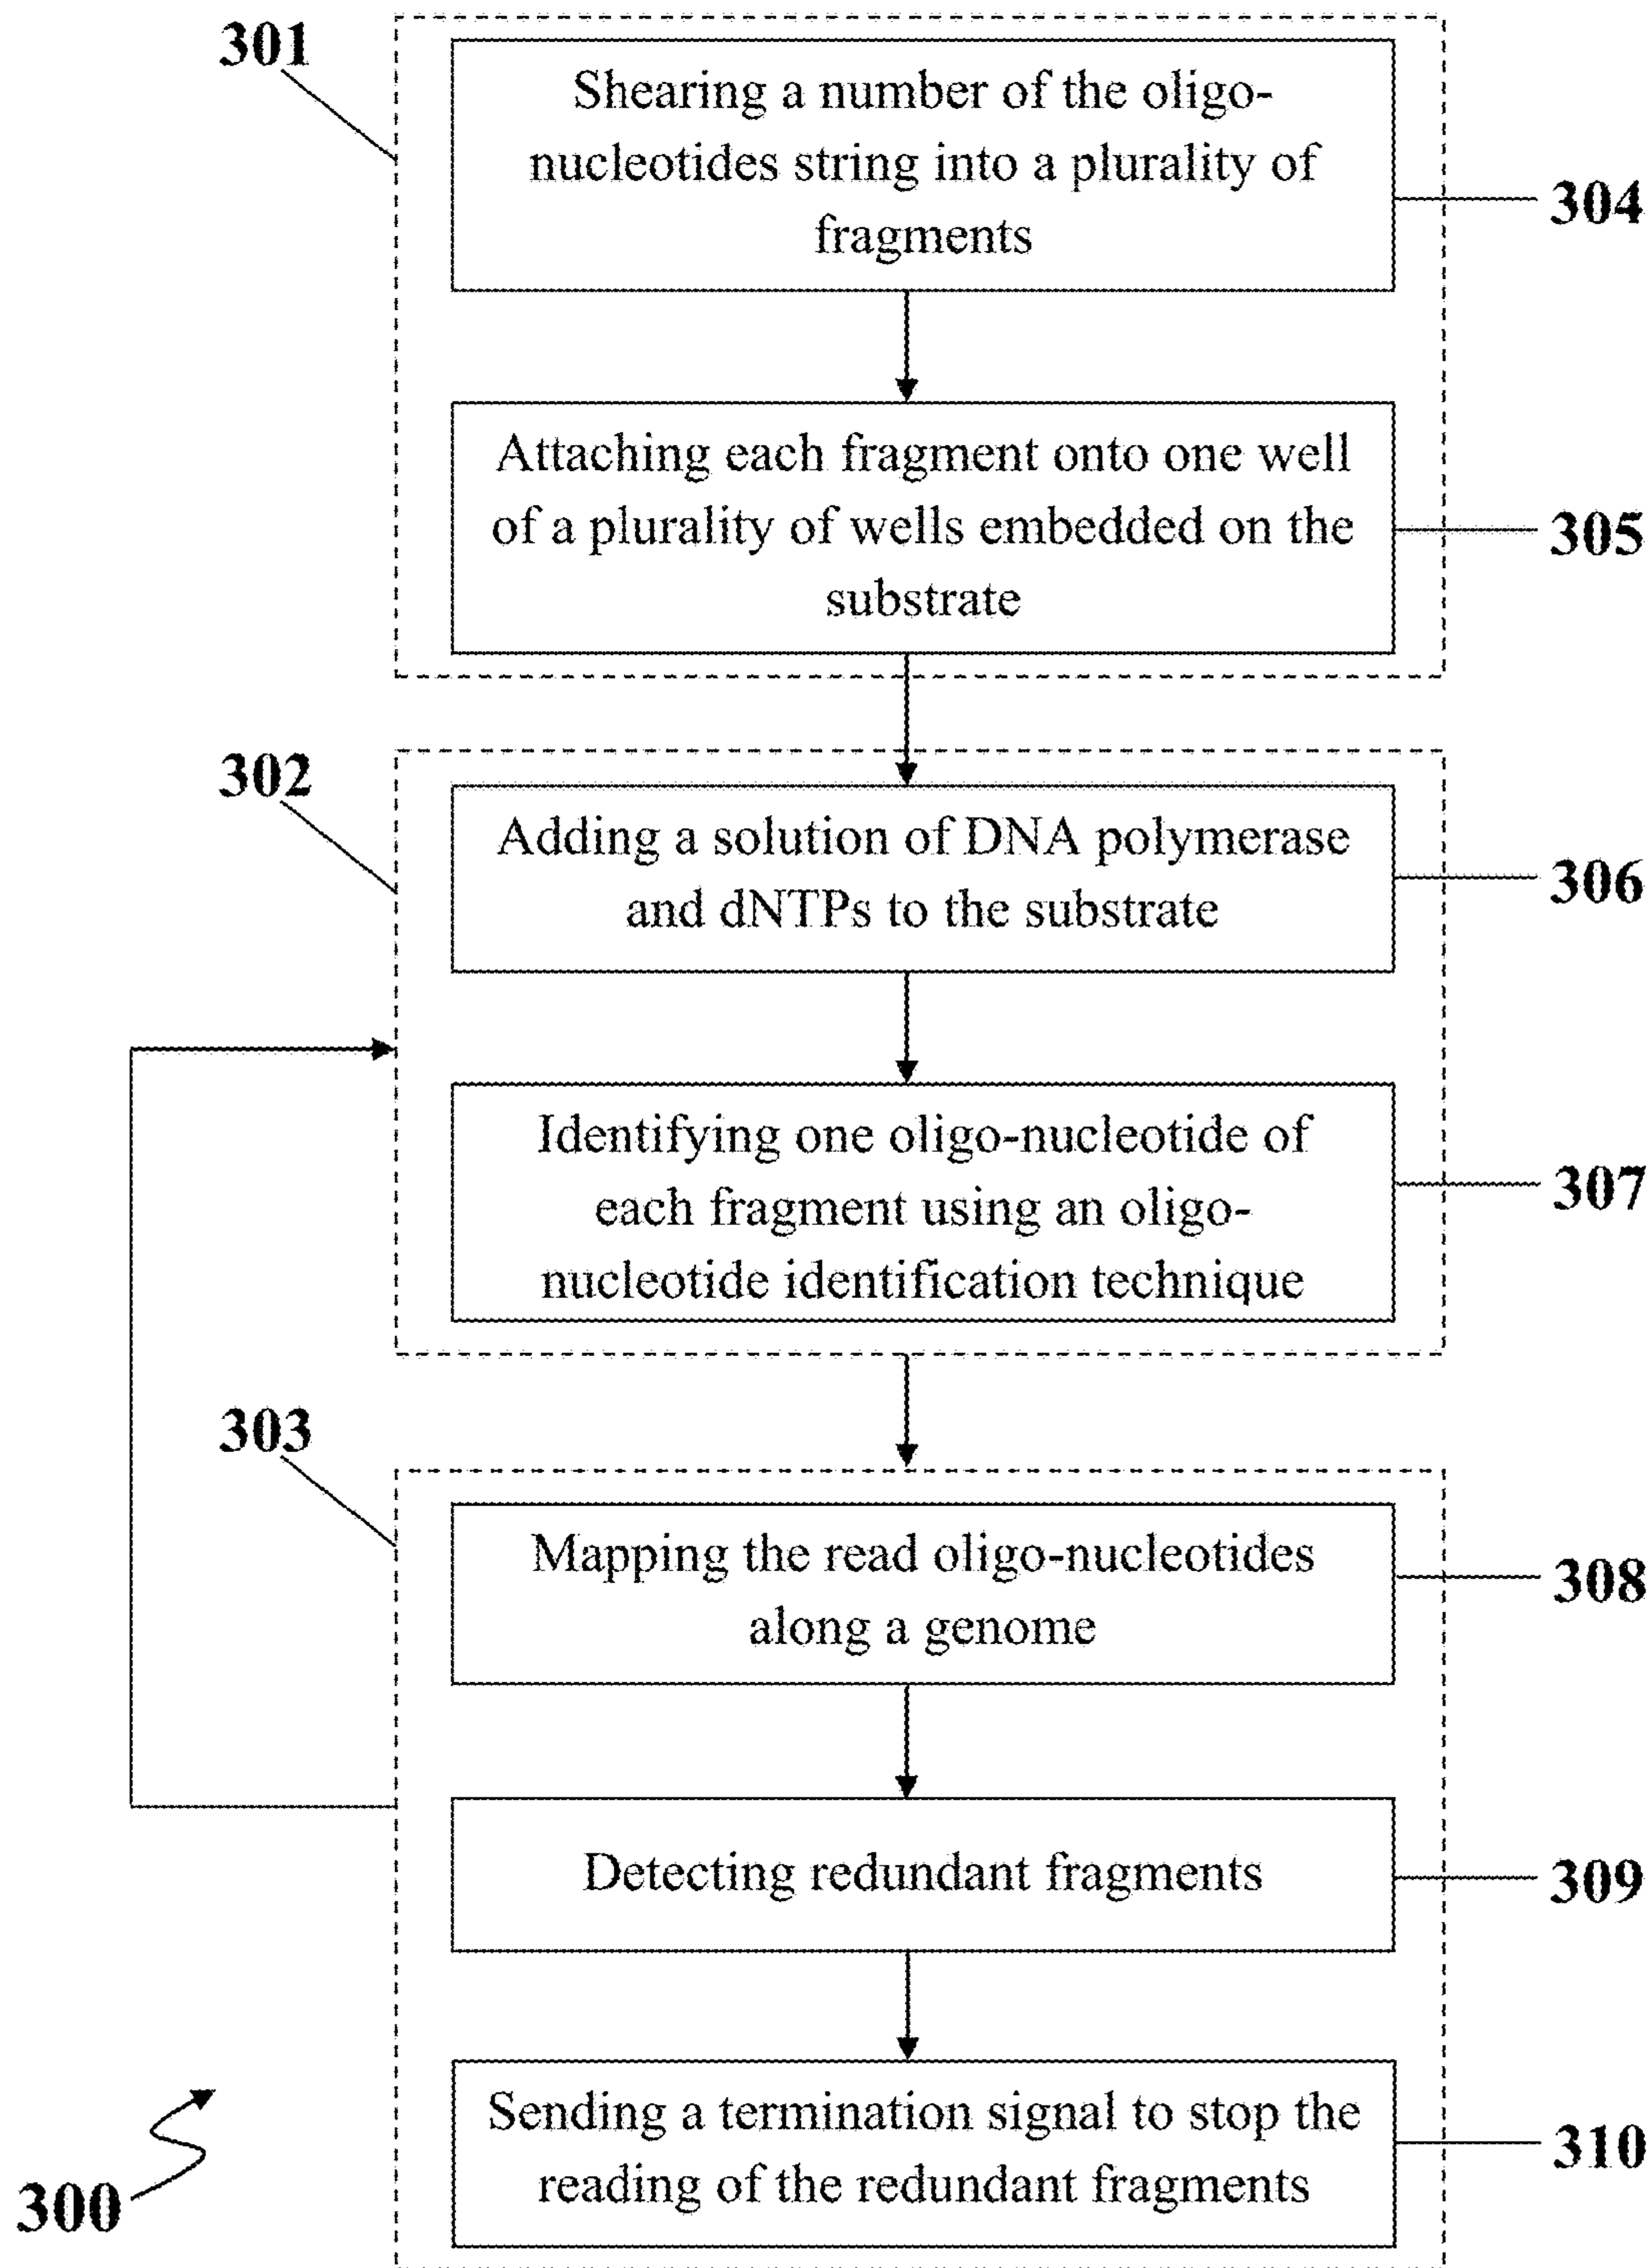 301
Shearing a number of the oligo-
nucleotides string into a plurality of
fragments
304
Attaching each fragment onto one well
of a plurality of wells embedded on the
substrate
305
302
Adding a solution of DNA polymerase
and dNTPs to the substrate
306
Identifying one oligo-nucleotide of
each fragment using an oligo-
nucleotide identification technique
307
303
Mapping the read oligo-nucleotides
along a genome
308
Detecting redundant fragments
309
Sending a termination signal to stop the
reading of the redundant fragments
310
300